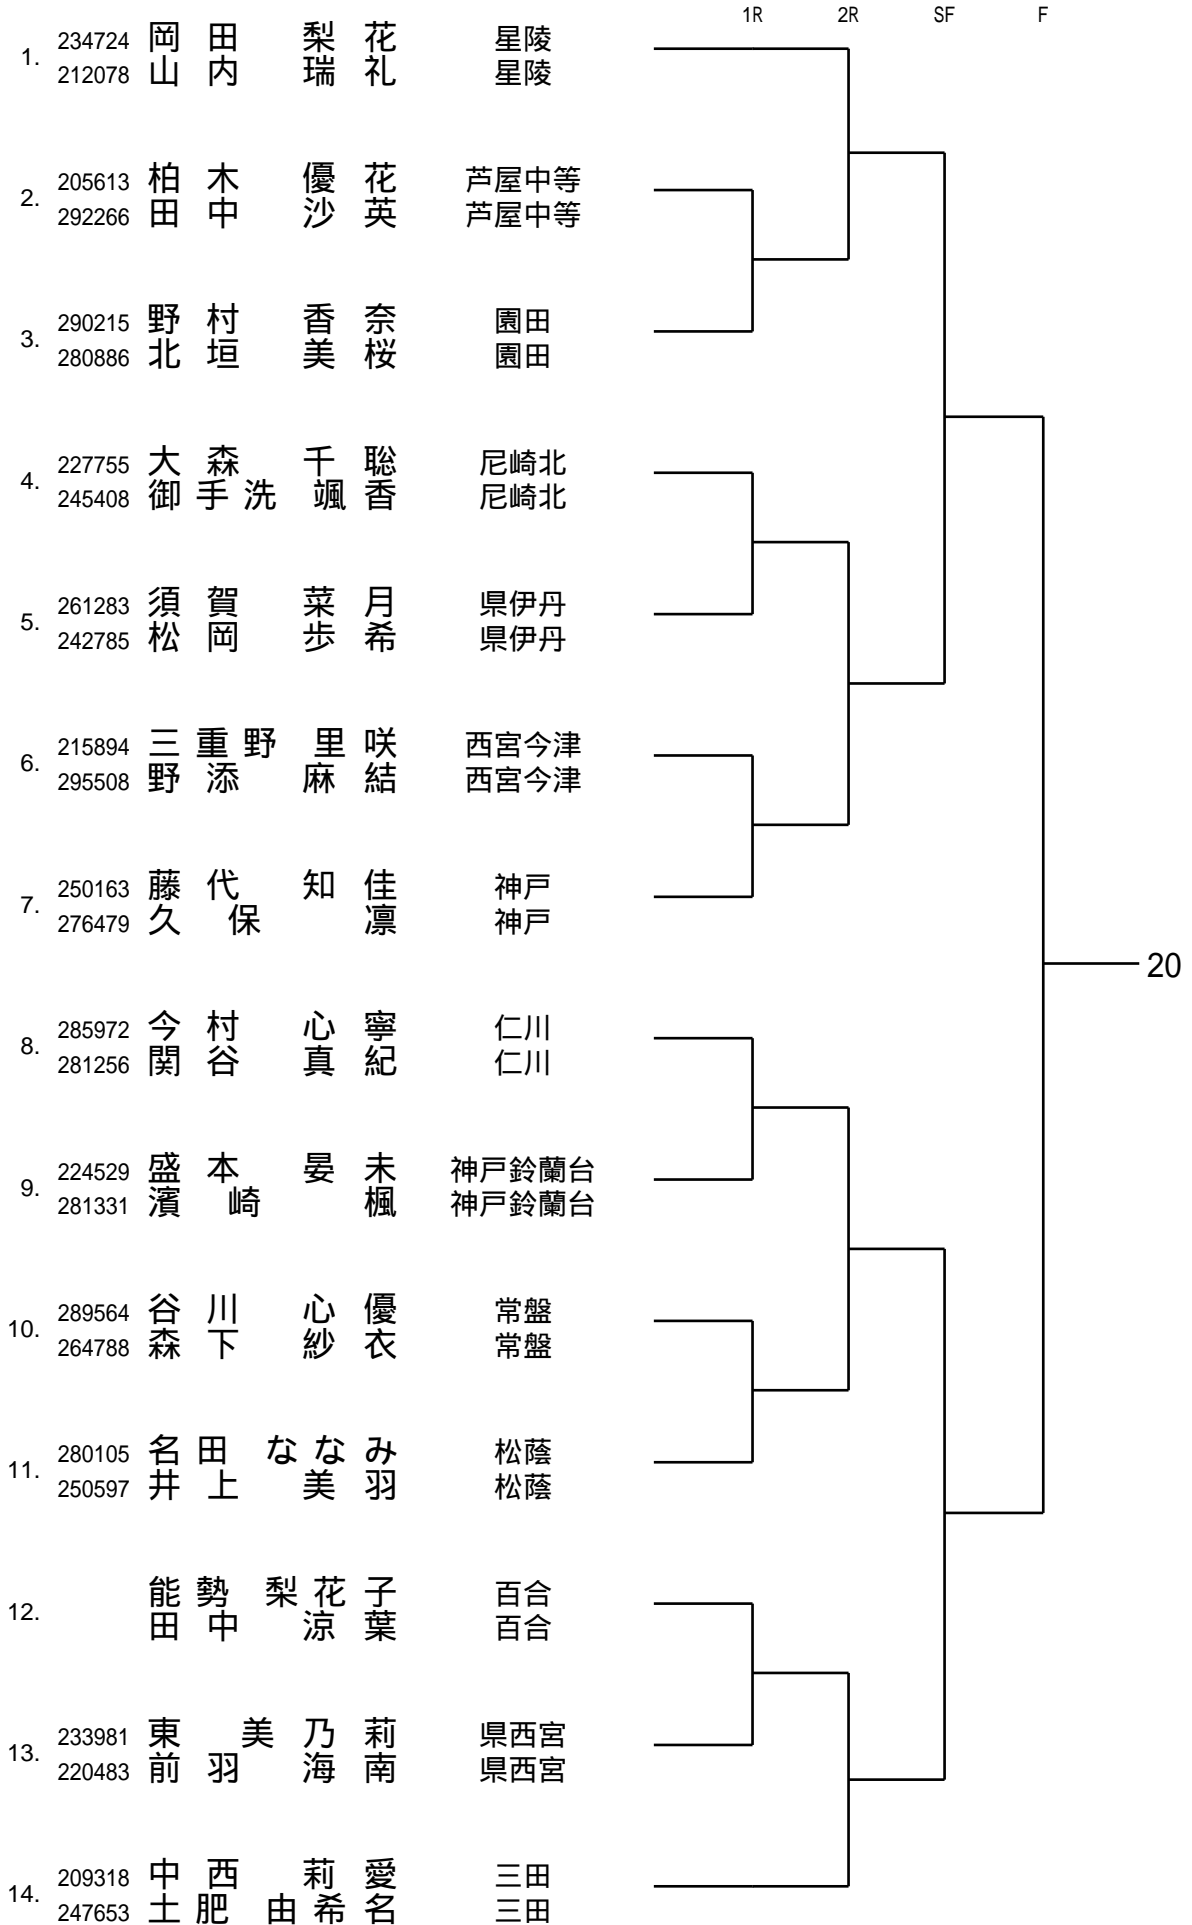 1R 2R SF F
1. 234724 岡田 梨花 星陵
212078 山内 瑞礼 星陵
2. 205613 柏木 優花 芦屋中等
292266 田中 沙英 芦屋中等
3. 290215 野村 香奈 園田
280886 北垣 美桜 園田
4. 227755 大森 千聡 尼崎北
245408 御手洗 颯香 尼崎北
5. 261283 須賀 菜月 県伊丹
242785 松岡 歩希 県伊丹
6. 215894 三重野 里咲 西宮今津
295508 野添 麻結 西宮今津
7. 250163 藤代 知佳 神戸
276479 久保 凛 神戸
20
8. 285972 今村 心寧 仁川
281256 関谷 真紀 仁川
9. 224529 盛本 晏未 神戸鈴蘭台
281331 濱崎 楓 神戸鈴蘭台
10. 289564 谷川 心優 常盤
264788 森下 紗衣 常盤
11. 280105 名田 ななみ 松蔭
250597 井上 美羽 松蔭
12. 能勢 梨花子 百合
田中 涼葉 百合
13. 233981 東 美乃莉 県西宮
220483 前羽 海南 県西宮
14. 209318 中西 莉愛 三田
247653 土肥 由希名 三田